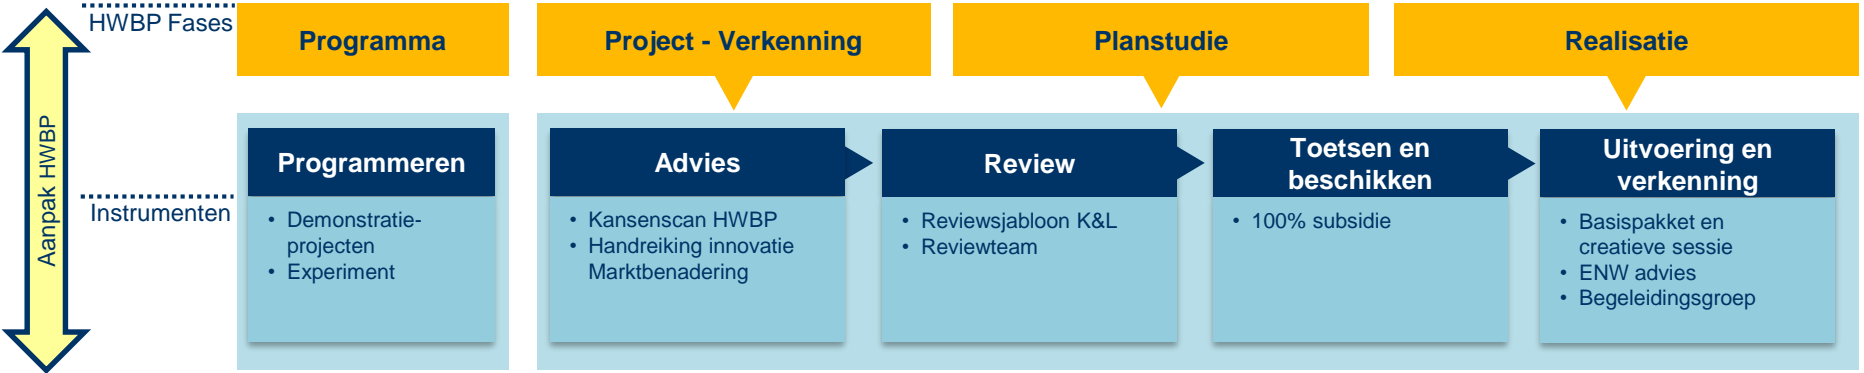 HWBP Fases
Programma
Project - Verkenning
Planstudie
Realisatie
Aanpak HWBP
Instrumenten
Programmeren
• Demonstratie-
projecten
• Experiment
Advies
• Kansenscan HWBP
• Handreiking innovatie
Marktbenadering
Review
• Reviewsjabloon K&L
• Reviewteam
Toetsen en
beschikken
• 100% subsidie
Uitvoering en
verkenning
• Basispakket en
creatieve sessie
• ENW advies
• Begeleidingsgroep